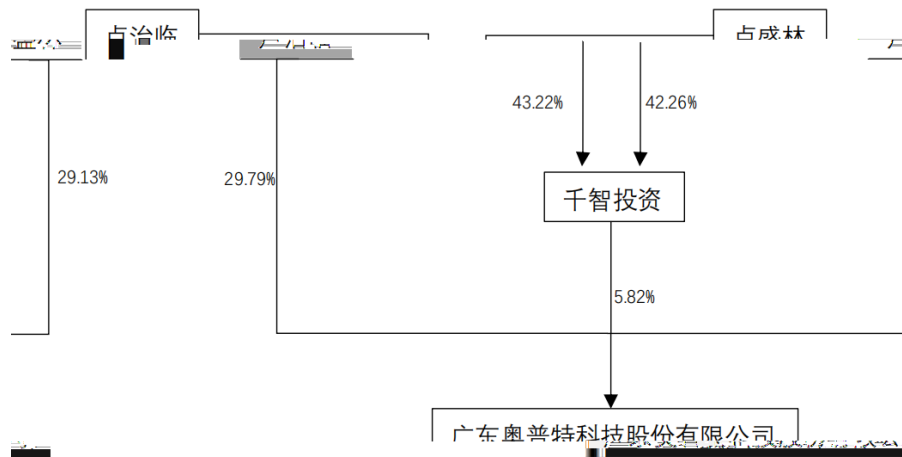 卢治临
卢盛林
43.22%
42.26%
29.13%
29.79%
千智投资
5.82%
广东奥普特科技股份有限公司